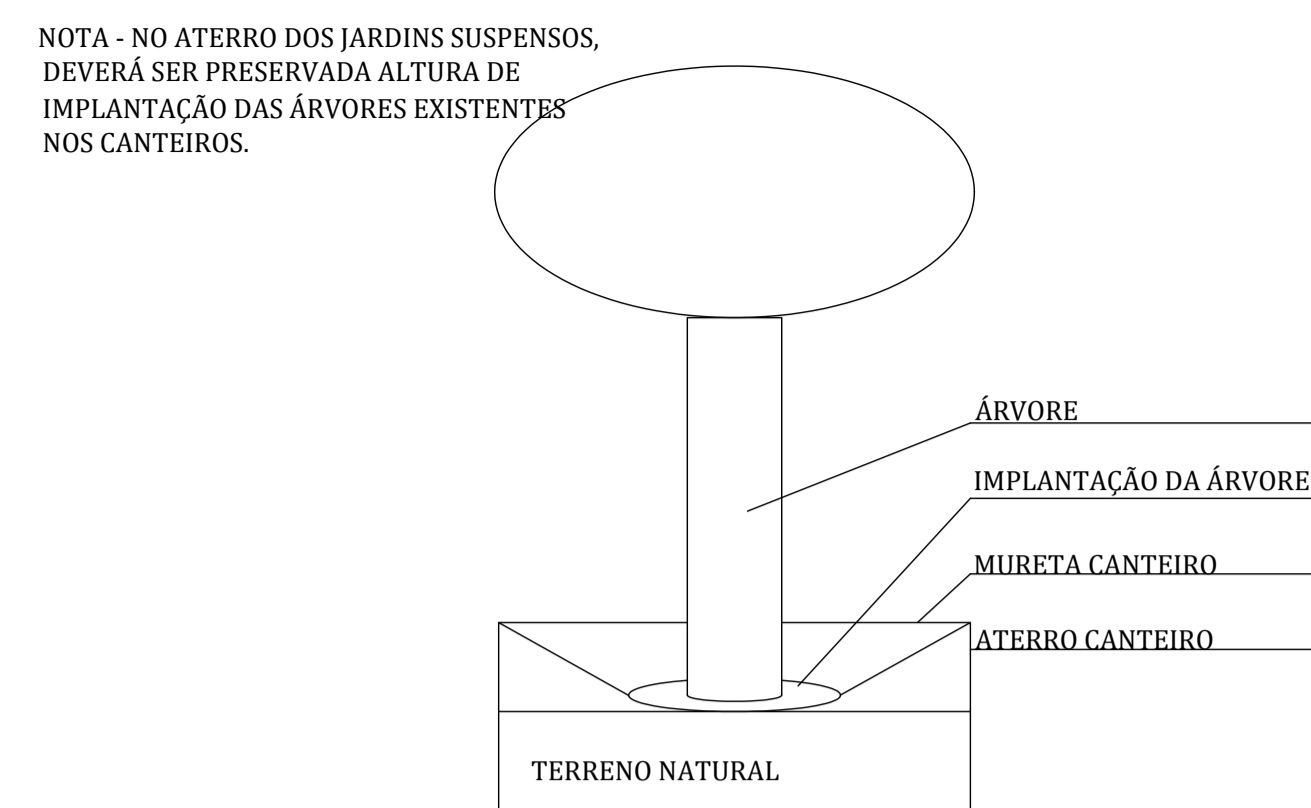 NOTA - NO ATERRO DOS JARDINS SUSPENSOS,
DEVERÁ SER PRESERVADA ALTURA DE
IMPLANTAÇÃO DAS ÁRVORES EXISTENTES
NOS CANTEIROS.
ÁRVORE
IMPLANTAÇÃO DA ÁRVORE
MURETA CANTEIRO
ATERRO CANTEIRO
TERRENO NATURAL